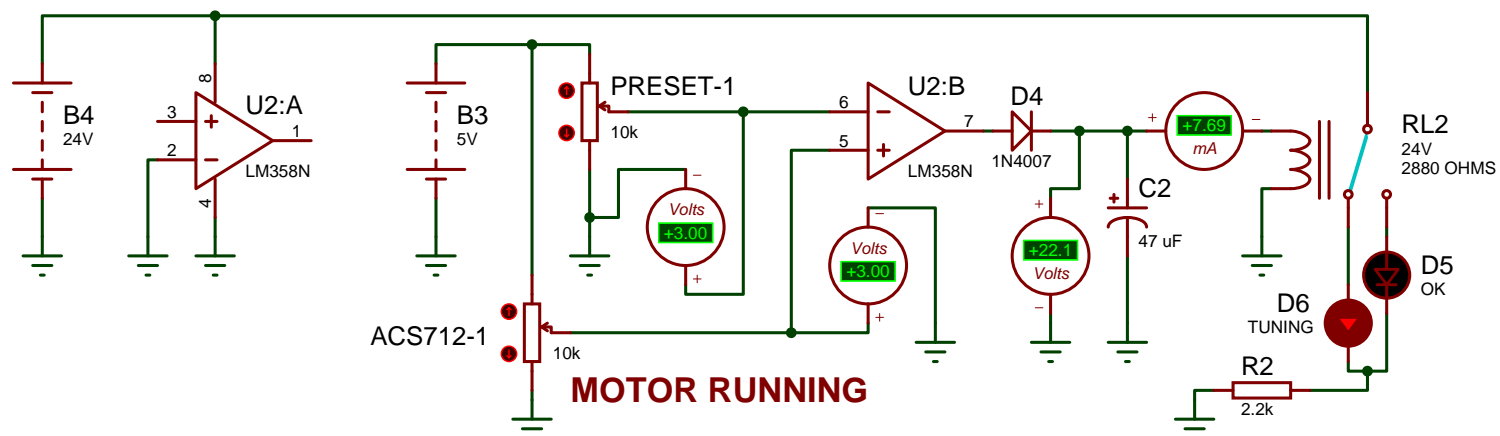 B4
24V
8
3
2
1
4
U2:A
LM358N
+
−
B3
5V
PRESET-1
10k
−
Volts
+3.00
+
ACS712-1
10k
MOTOR RUNNING
6
5
7
−
+
U2:B
LM358N
−
Volts
+3.00
+
D4
1N4007
+
+22.1
Volts
−
+
C2
47 uF
+
+7.69
mA
−
RL2
24V
2880 OHMS
D5
OK
D6
TUNING
R2
2.2k